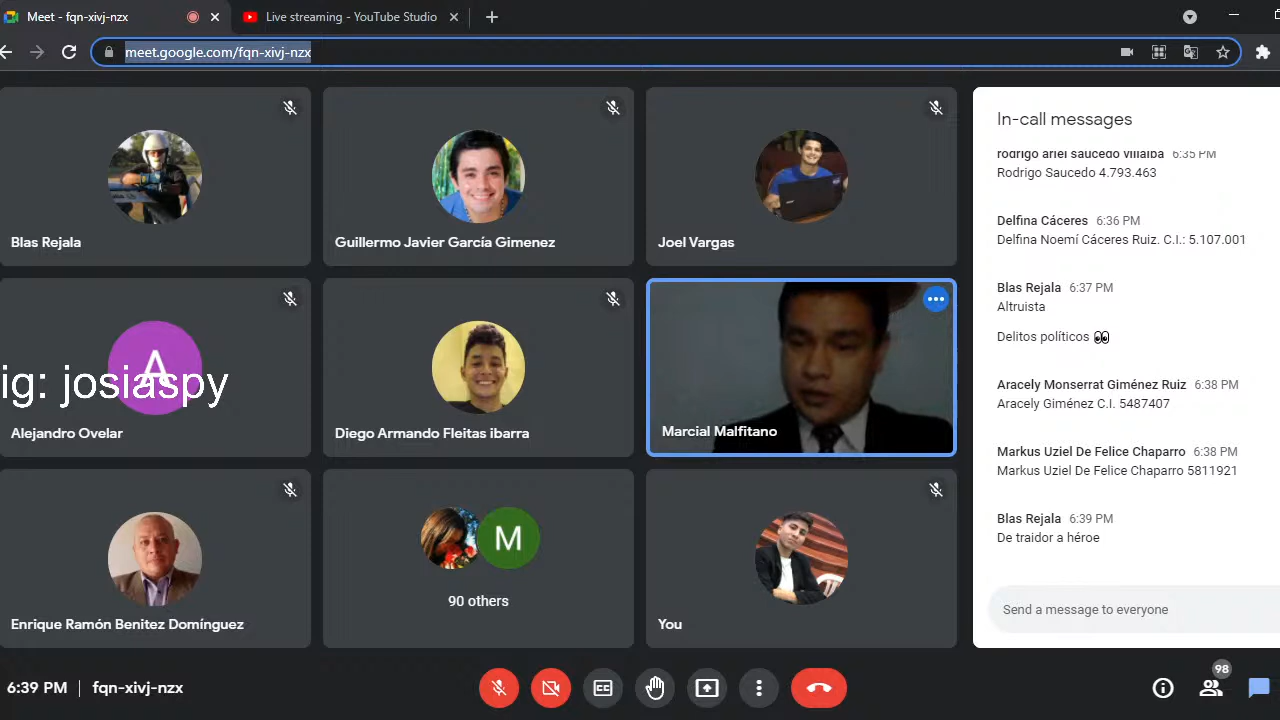 Meet - fqn-xivj-nzx
Live streaming - YouTube Studio
meet.google.com/fqn-xivj-nzx
Blas Rejala
Guillermo Javier García Gimenez
Joel Vargas
A
ig: josiaspy
Alejandro Ovelar
Diego Armando Fleitas ibarra
Marcial Malfitano
Enrique Ramón Benitez Domínguez
M
90 others
You
In-call messages
rodrigo ariel saucedo villalba 6:35 PM
Rodrigo Saucedo 4.793.463
Delfina Cáceres 6:36 PM
Delfina Noemí Cáceres Ruiz. C.I.: 5.107.001
Blas Rejala 6:37 PM
Altruista
Delitos políticos 👀
Aracely Monserrat Giménez Ruiz 6:38 PM
Aracely Giménez C.I. 5487407
Markus Uziel De Felice Chaparro 6:38 PM
Markus Uziel De Felice Chaparro 5811921
Blas Rejala 6:39 PM
De traidor a héroe
Send a message to everyone
6:39 PM | fqn-xivj-nzx
CC
98